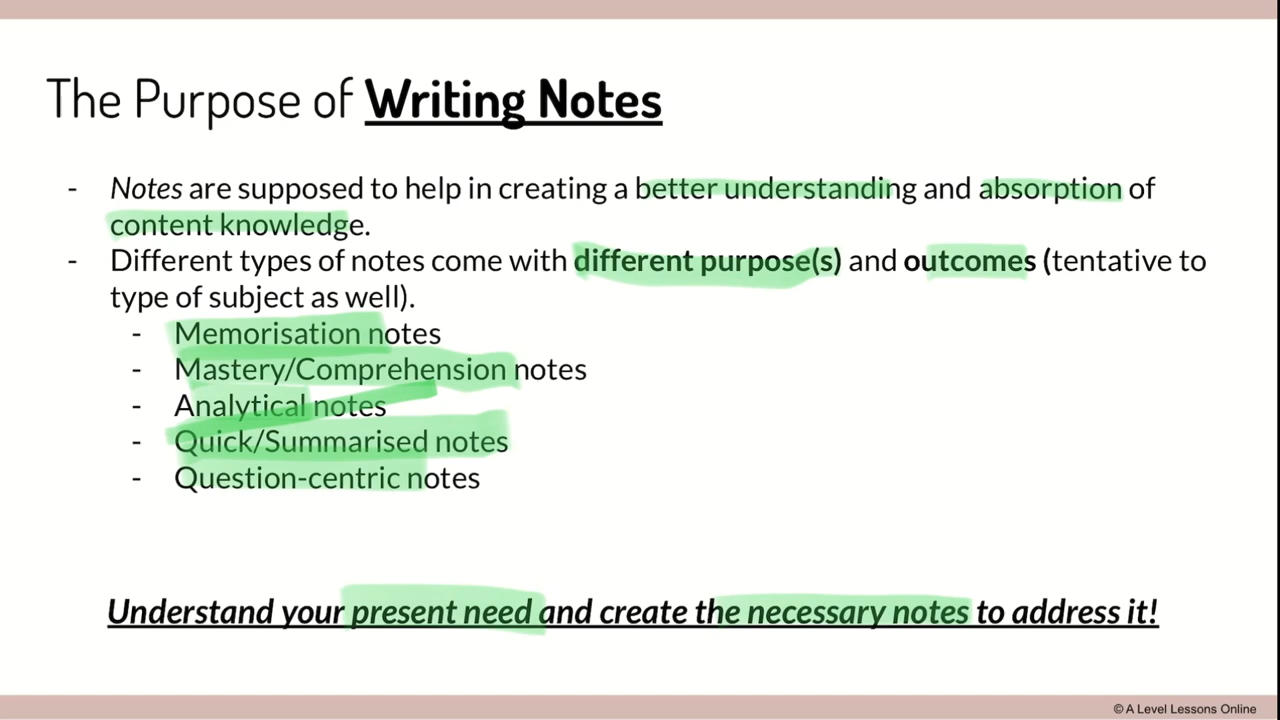 The Purpose of Writing Notes
- Notes are supposed to help in creating a better understanding and absorption of
content knowledge.
- Different types of notes come with different purpose(s) and outcomes (tentative to
type of subject as well).
- Memorisation notes
- Mastery/Comprehension notes
- Analytical notes
- Quick/Summarised notes
- Question-centric notes
Understand your present need and create the necessary notes to address it!
© A Level Lessons Online